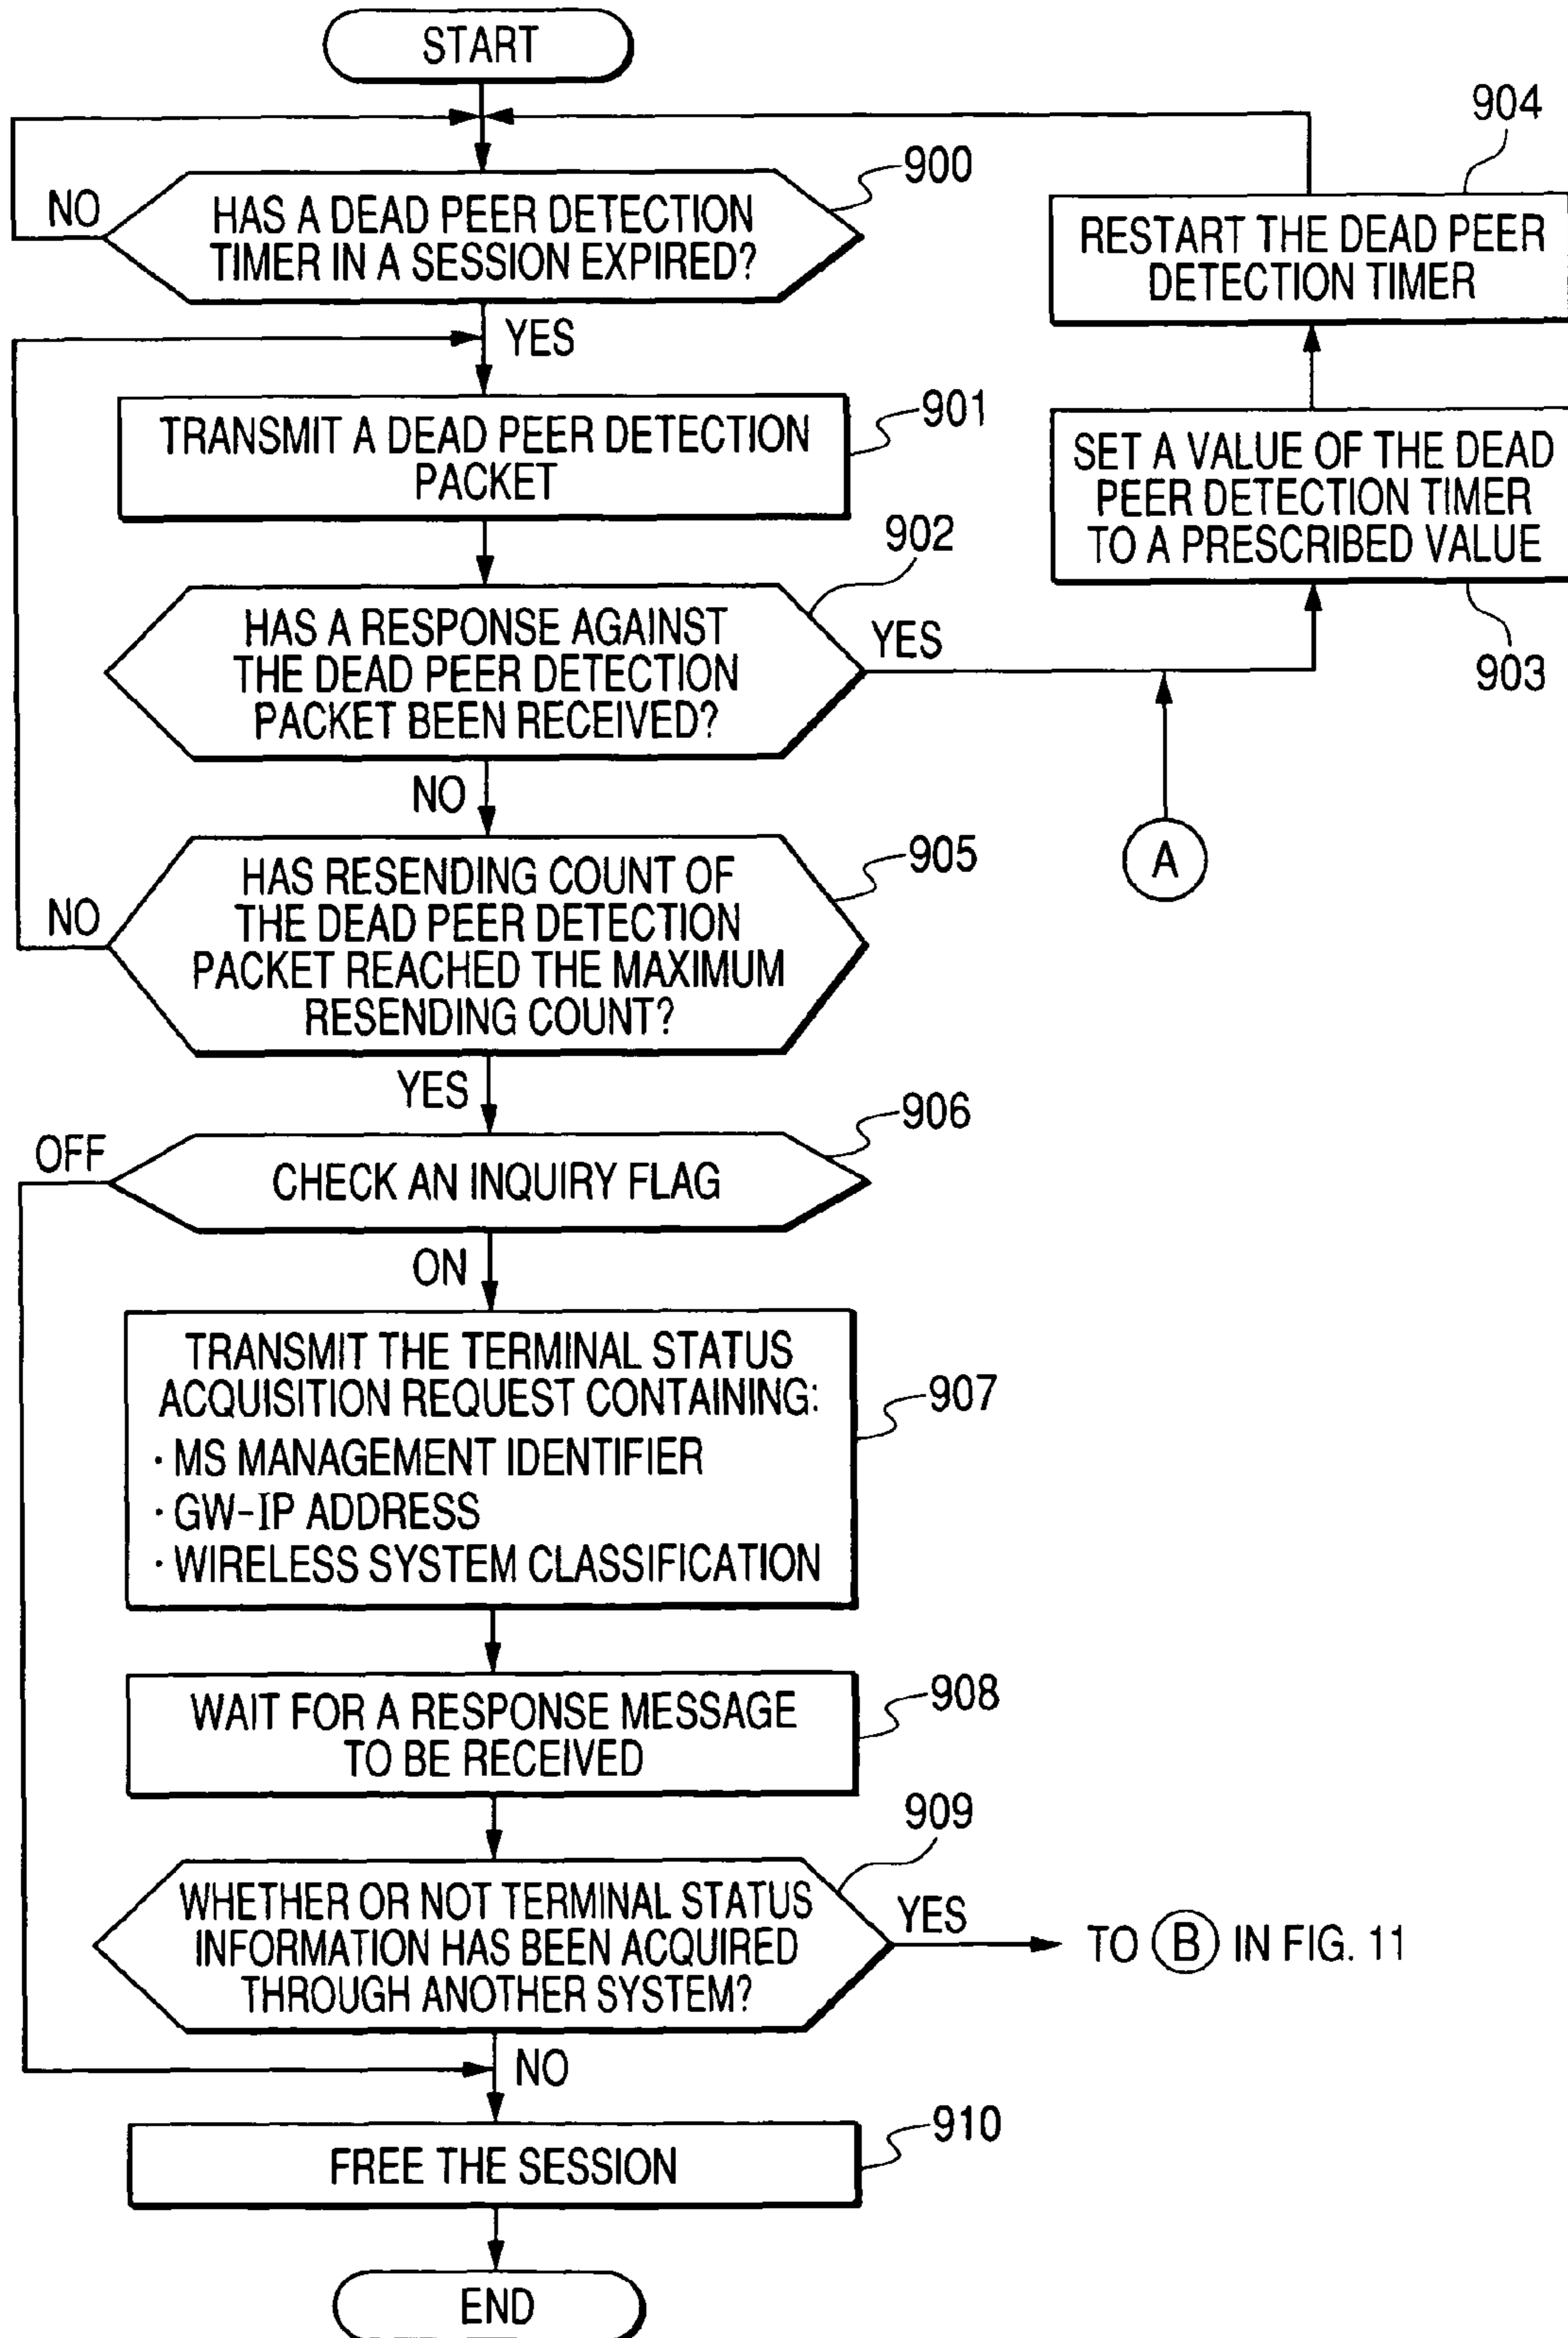 START
904
900
NO
HAS A DEAD PEER DETECTION
TIMER IN A SESSION EXPIRED?
RESTART THE DEAD PEER
DETECTION TIMER
YES
901
TRANSMIT A DEAD PEER DETECTION
PACKET
SET A VALUE OF THE DEAD
PEER DETECTION TIMER
TO A PRESCRIBED VALUE
902
HAS A RESPONSE AGAINST
THE DEAD PEER DETECTION
PACKET BEEN RECEIVED?
YES
903
NO
A
905
HAS RESENDING COUNT OF
THE DEAD PEER DETECTION
PACKET REACHED THE MAXIMUM
RESENDING COUNT?
NO
YES
906
OFF
CHECK AN INQUIRY FLAG
ON
TRANSMIT THE TERMINAL STATUS
ACQUISITION REQUEST CONTAINING:
· MS MANAGEMENT IDENTIFIER
· GW-IP ADDRESS
· WIRELESS SYSTEM CLASSIFICATION
907
WAIT FOR A RESPONSE MESSAGE
TO BE RECEIVED
908
909
WHETHER OR NOT TERMINAL STATUS
INFORMATION HAS BEEN ACQUIRED
THROUGH ANOTHER SYSTEM?
YES
TO B IN FIG. 11
NO
910
FREE THE SESSION
END